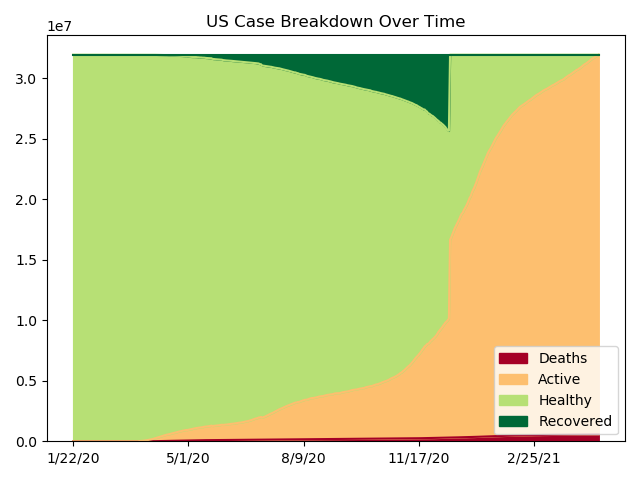 US Case Breakdown Over Time
1e7
3.0
2.5
2.0
1.5
1.0
0.5
0.0
1/22/20 5/1/20 8/9/20 11/17/20 2/25/21
Deaths
Active
Healthy
Recovered